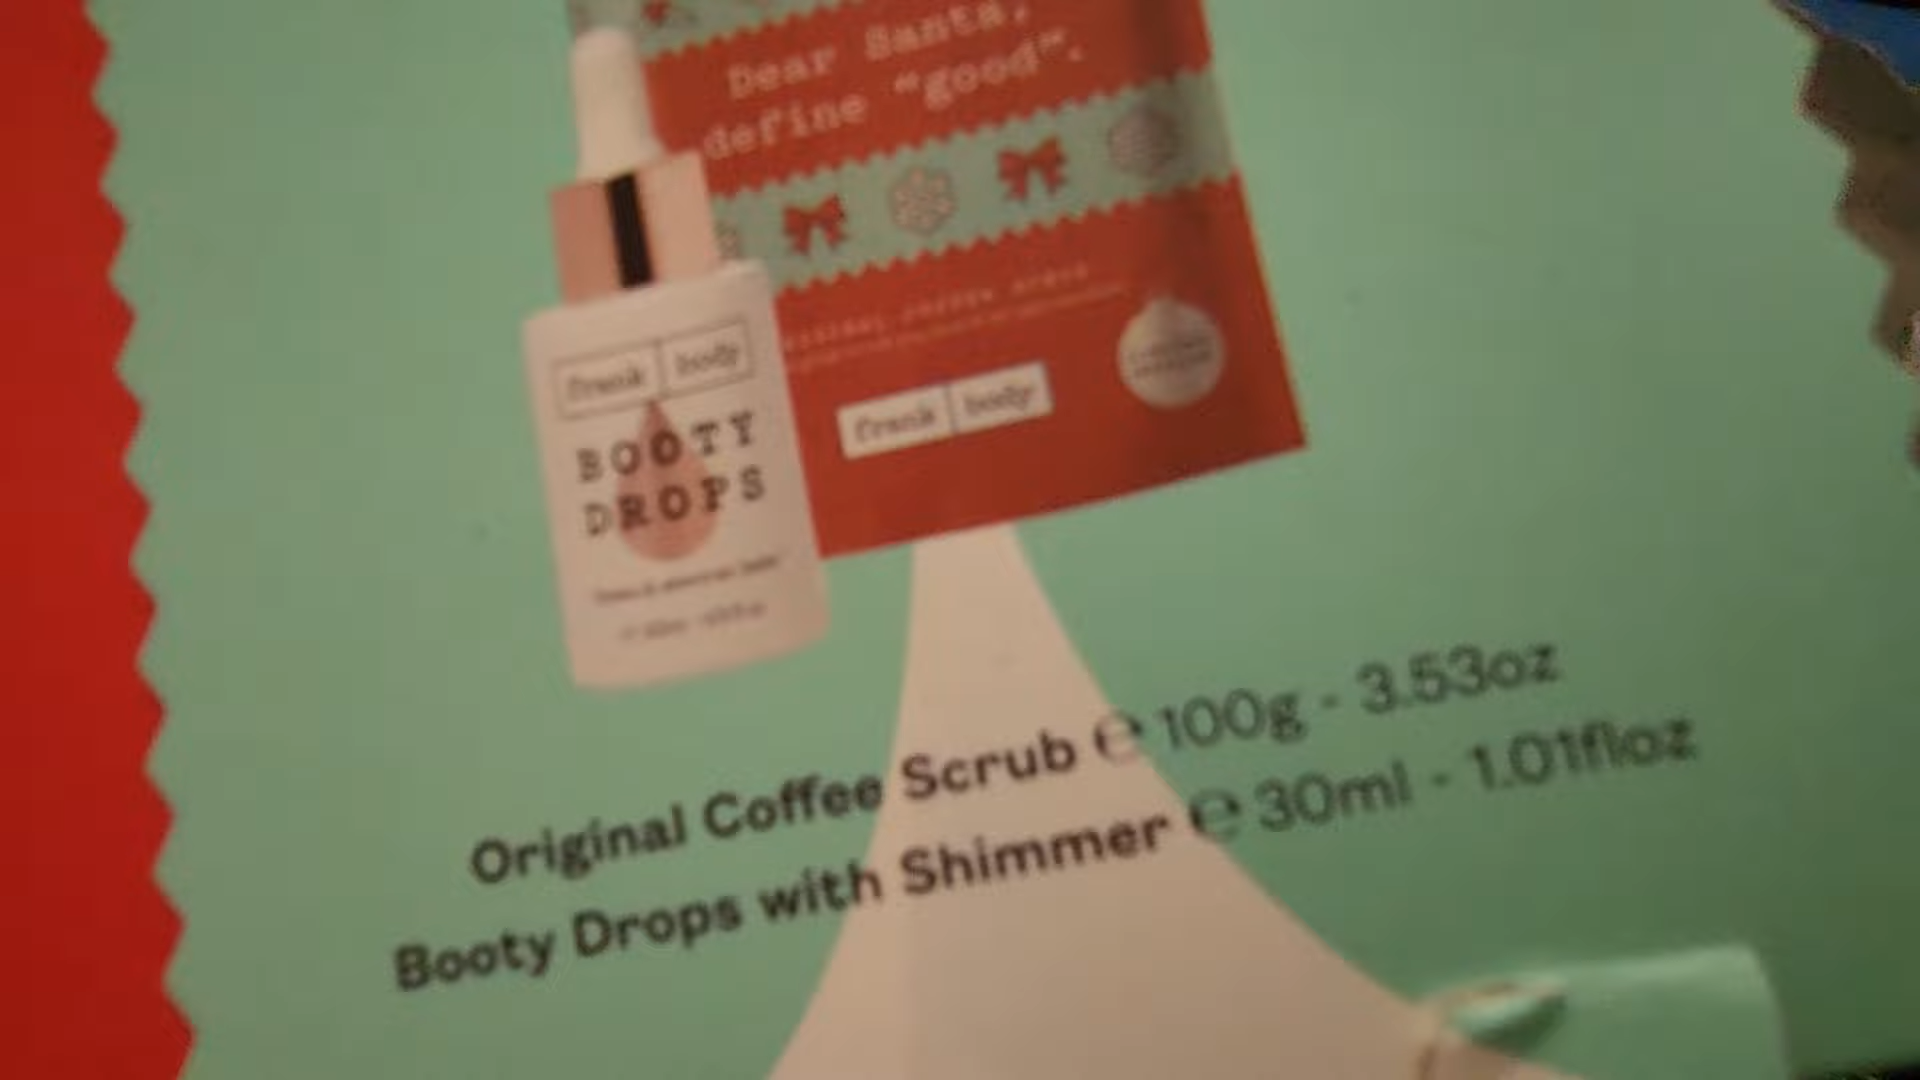 Dear Santa,
define "good".
frank body
BOOTY
DROPS
frank body
Original Coffee Scrub ℮ 100g - 3.53oz
Booty Drops with Shimmer ℮ 30ml - 1.01floz